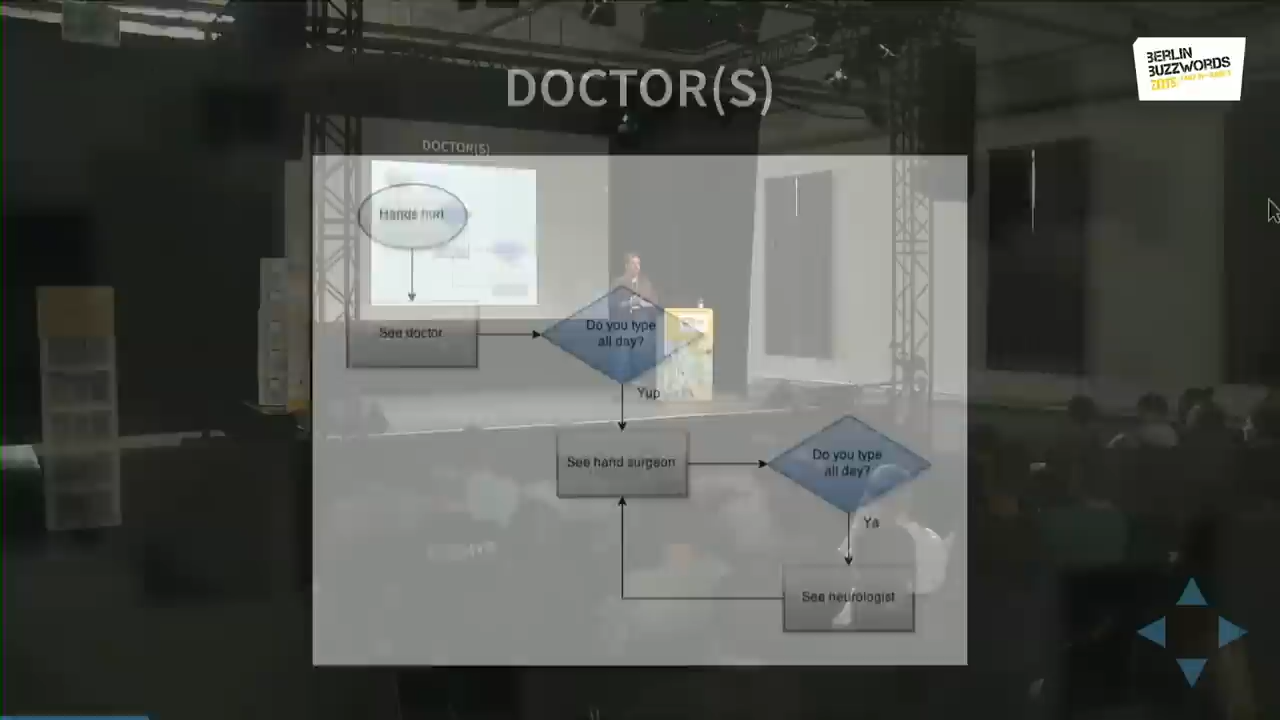 BERLIN
BUZZWORDS
DOCTOR(S)
DOCTOR(S)
Hands hurt
See doctor
Do you type
all day?
Yup
See hand surgeon
Do you type
all day?
Ya
See neurologist